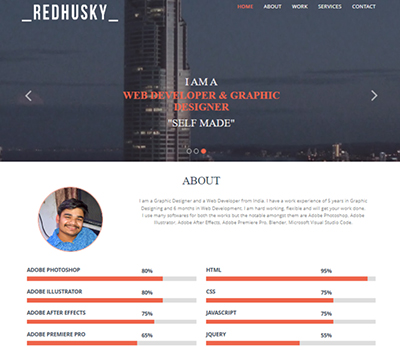 _REDHUSKY_
HOME ABOUT WORK SERVICES CONTACT
I AM A
WEB DEVELOPER & GRAPHIC
DESIGNER
"SELF MADE"
ABOUT
I am a Graphic Designer and a Web Developer from India. I have a work experience of 5 years in Graphic
Designing and 6 months in Web Development. I am hard working, flexible and will get your work done.
I use many softwares for both the works but the notable amongst them are Adobe Photoshop, Adobe
Illustrator, Adobe After Effects, Adobe Premiere Pro, Blender, Microsoft Visual Studio Code.
ADOBE PHOTOSHOP 80%
HTML 95%
ADOBE ILLUSTRATOR 80%
CSS 75%
ADOBE AFTER EFFECTS 75%
JAVASCRIPT 75%
ADOBE PREMIERE PRO 65%
JQUERY 55%